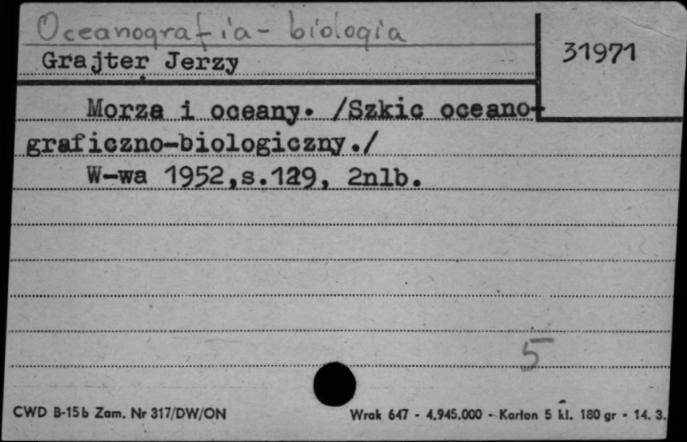 Oceanografia - biologia
Grajter Jerzy
31971
Morza i oceany. /Szkic oceano-
graficzno-biologiczny./
W-wa 1952,s.129, 2nlb.
5
CWD B-15b Zam. Nr 317/DW/ON
Wrak 647 - 4.945.000 - Karton 5 kl. 180 gr - 14. 3.